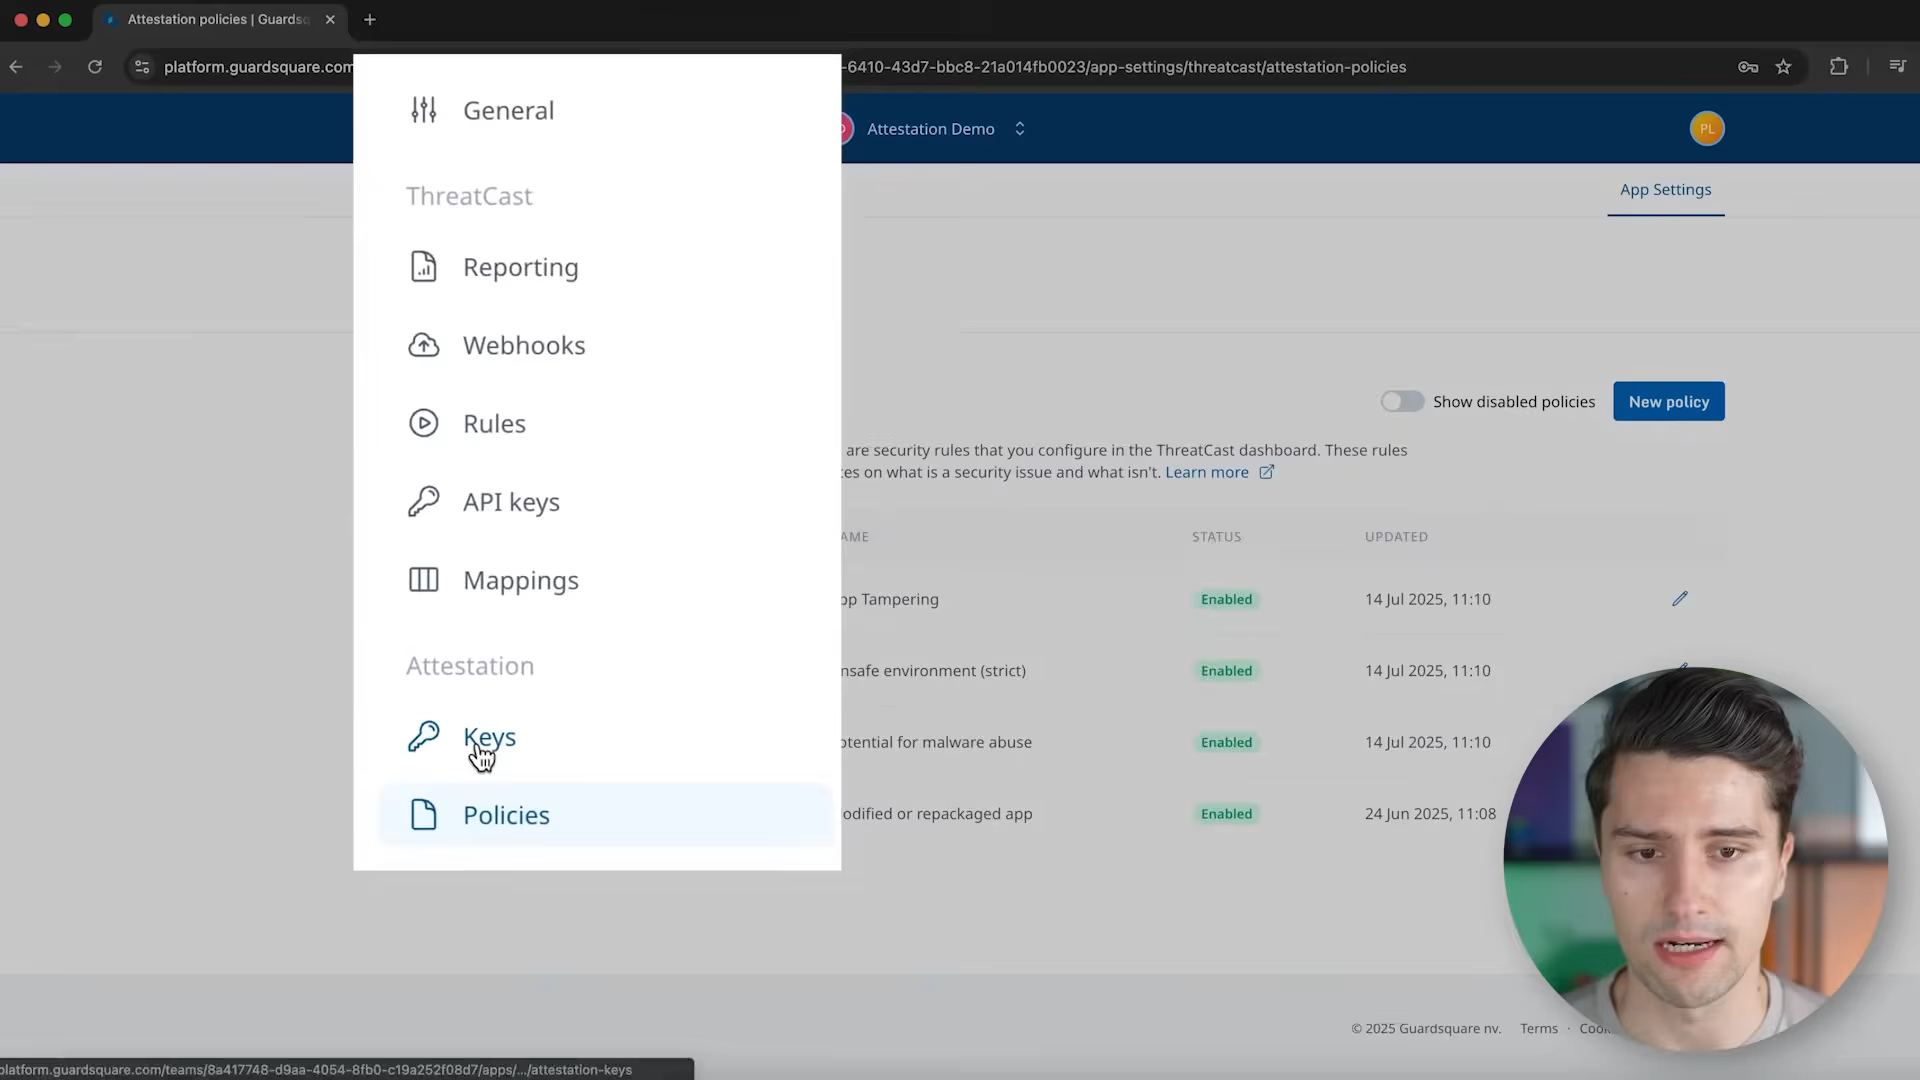 Attestation policies | Guardsq
platform.guardsquare.com
-6410-43d7-bbc8-21a014fb0023/app-settings/threatcast/attestation-policies
Attestation Demo
PL
App Settings
General
ThreatCast
Reporting
Webhooks
Rules
API keys
Mappings
Attestation
Keys
Policies
Show disabled policies
New policy
are security rules that you configure in the ThreatCast dashboard. These rules
es on what is a security issue and what isn't. Learn more
AME STATUS UPDATED
pp Tampering Enabled 14 Jul 2025, 11:10
nsafe environment (strict) Enabled 14 Jul 2025, 11:10
otential for malware abuse Enabled 14 Jul 2025, 11:10
odified or repackaged app Enabled 24 Jun 2025, 11:08
© 2025 Guardsquare nv. Terms · Cook
platform.guardsquare.com/teams/8a417748-d9aa-4054-8fb0-c19a252f08d7/apps/.../attestation-keys